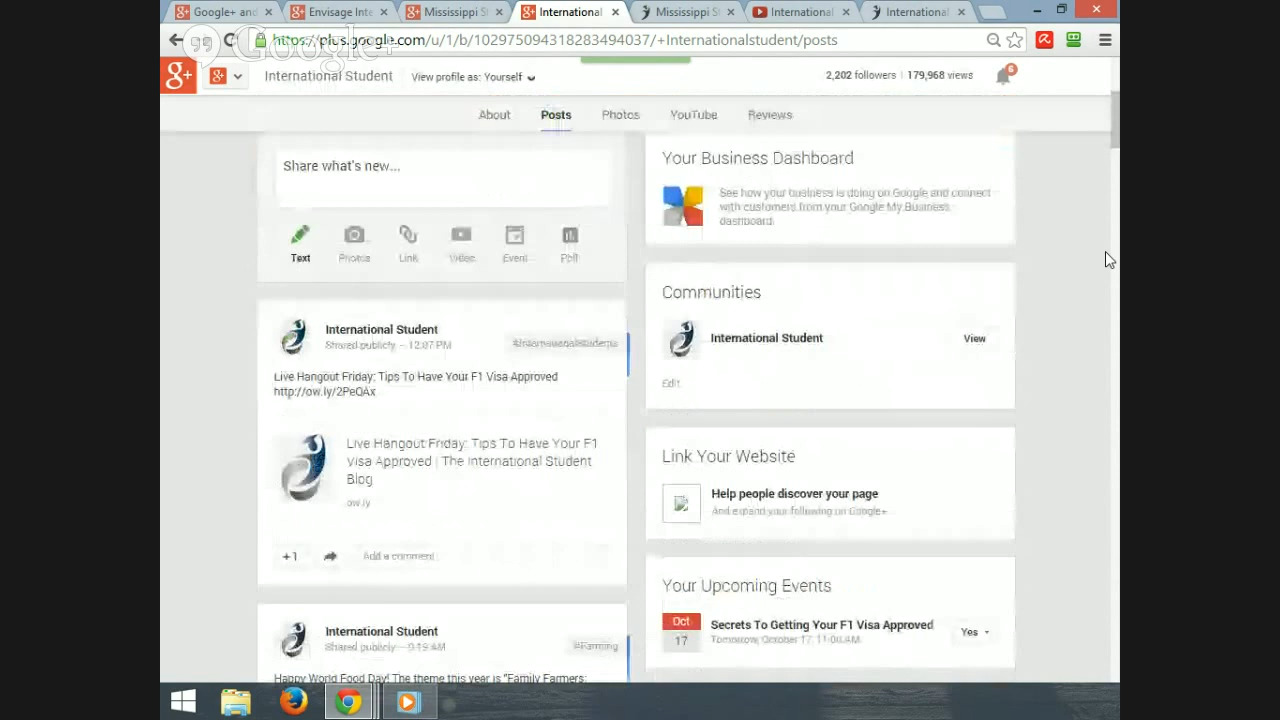 Google+ and
Envisage Inte
Mississippi S
International
Mississippi St
International
International
https://plus.google.com/u/1/b/102975094318283494037/+Internationalstudent/posts
Google+
g+
International Student
View profile as: Yourself
2,202 followers | 179,968 views
6
About
Posts
Photos
YouTube
Reviews
Share what's new...
Text
Photos
Link
Video
Event
Poll
International Student
Shared publicly – 12:07 PM
#InternationalStudents
Live Hangout Friday: Tips To Have Your F1 Visa Approved
http://ow.ly/2PeQAx
Live Hangout Friday: Tips To Have Your F1
Visa Approved | The International Student
Blog
ow.ly
+1
Add a comment
International Student
Shared publicly – 9:19 AM
#Farming
Happy World Food Day! The theme this year is "Family Farmers:
Your Business Dashboard
See how your business is doing on Google and connect
with customers from your Google My Business
dashboard.
Communities
International Student
View
Edit
Link Your Website
Help people discover your page
And expand your following on Google+
Your Upcoming Events
Oct
17
Secrets To Getting Your F1 Visa Approved
Tomorrow, October 17, 11:00 AM
Yes